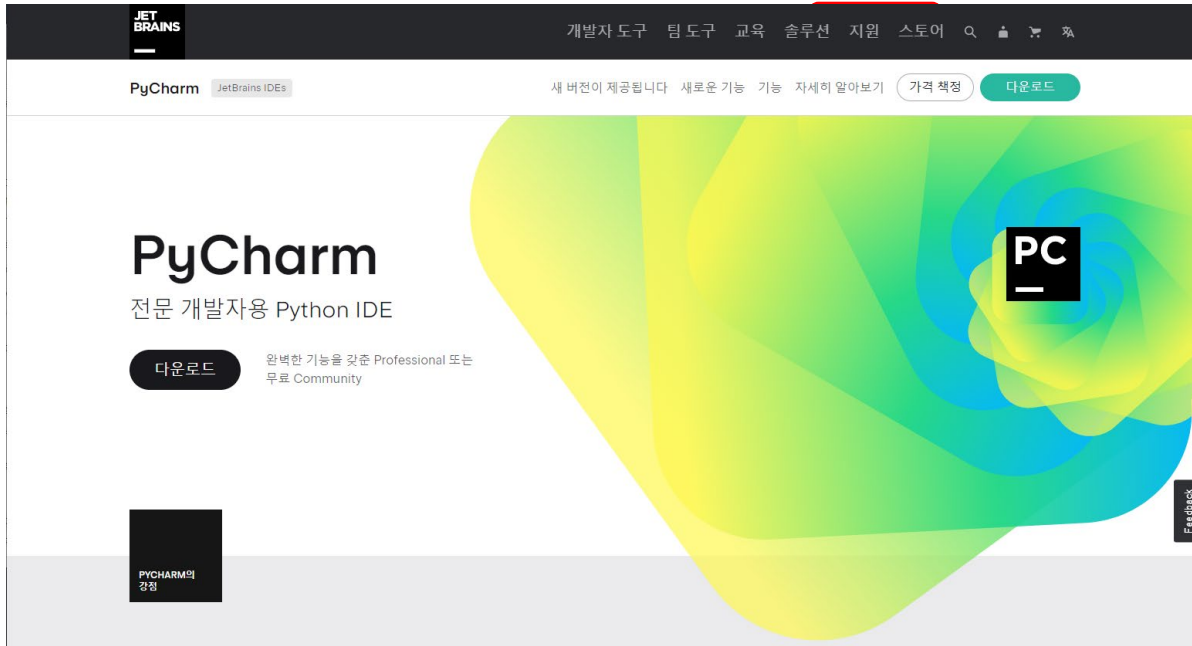 JET
BRAINS
개발자 도구 팀 도구 교육 솔루션 지원 스토어
PyCharm JetBrains IDEs 새 버전이 제공됩니다 새로운 기능 기능 자세히 알아보기 가격 책정 다운로드
PyCharm
전문 개발자용 Python IDE
다운로드
완벽한 기능을 갖춘 Professional 또는
무료 Community
PC
Feedback
PYCHARM의
강점